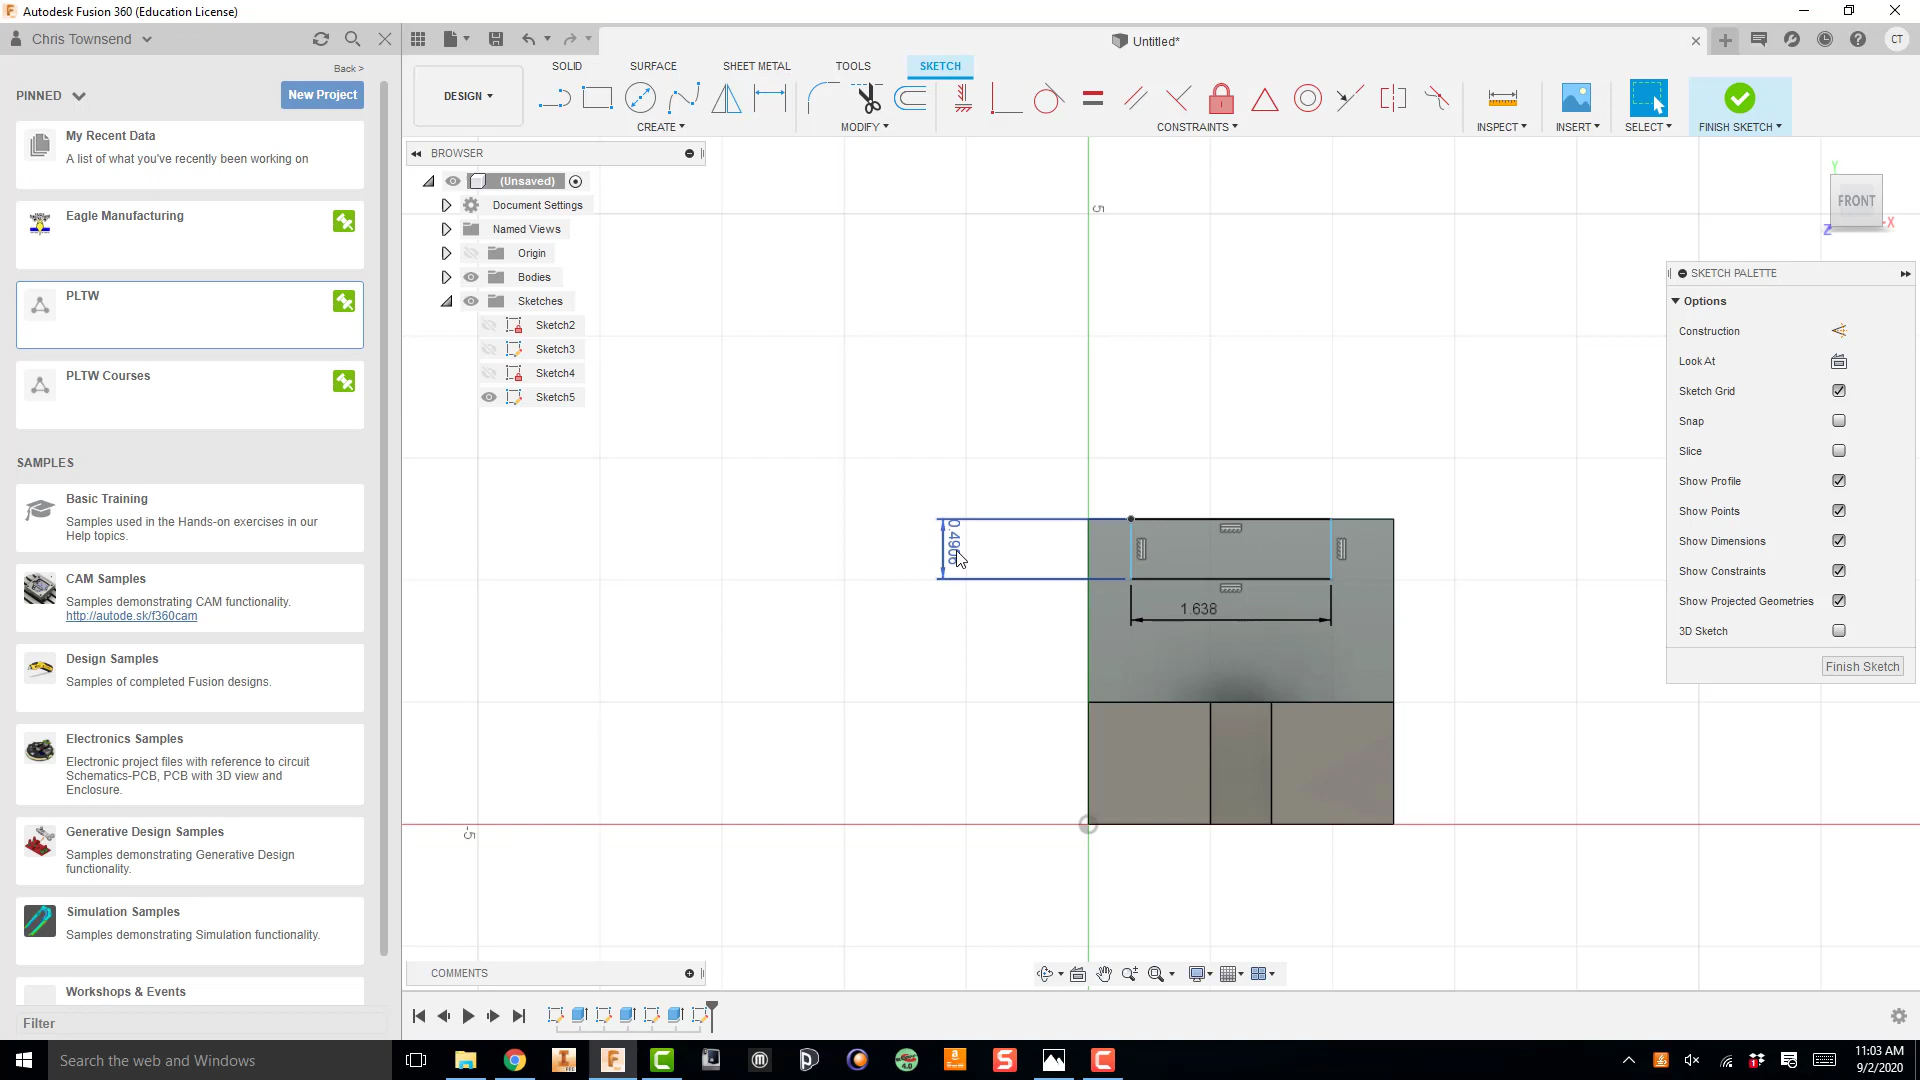 Autodesk Fusion 360 (Education License)
Chris Townsend
Untitled*
CT
Back >
PINNED
New Project
My Recent Data
A list of what you've recently been working on
Eagle Manufacturing
PLTW
PLTW Courses
SAMPLES
Basic Training
Samples used in the Hands-on exercises in our
Help topics.
CAM Samples
Samples demonstrating CAM functionality.
http://autode.sk/f360cam
Design Samples
Samples of completed Fusion designs.
Electronics Samples
Electronic project files with reference to circuit
Schematics-PCB, PCB with 3D view and
Enclosure.
Generative Design Samples
Samples demonstrating Generative Design
functionality.
Simulation Samples
Samples demonstrating Simulation functionality.
Workshops & Events
Filter
SOLID
SURFACE
SHEET METAL
TOOLS
SKETCH
DESIGN
CREATE
MODIFY
CONSTRAINTS
INSPECT
INSERT
SELECT
FINISH SKETCH
BROWSER
(Unsaved)
Document Settings
Named Views
Origin
Bodies
Sketches
Sketch2
Sketch3
Sketch4
Sketch5
5
-5
1.638
Y
FRONT
X
Z
SKETCH PALETTE
Options
Construction
Look At
Sketch Grid
Snap
Slice
Show Profile
Show Points
Show Dimensions
Show Constraints
Show Projected Geometries
3D Sketch
Finish Sketch
COMMENTS
Search the web and Windows
4.0
11:03 AM
9/2/2020